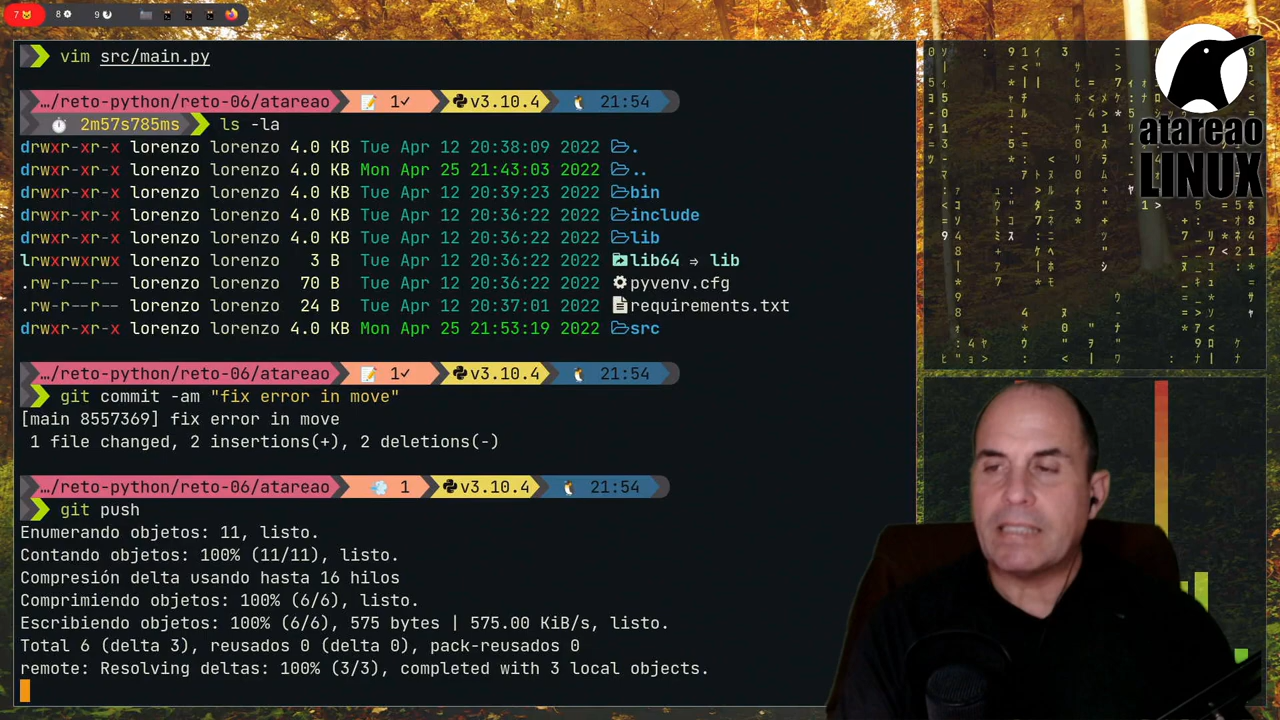 7 8 9
vim src/main.py
…/reto-python/reto-06/atareao 1✓ v3.10.4 21:54
2m57s785ms ls -la
drwxr-xr-x lorenzo lorenzo 4.0 KB Tue Apr 12 20:38:09 2022 .
drwxr-xr-x lorenzo lorenzo 4.0 KB Mon Apr 25 21:43:03 2022 ..
drwxr-xr-x lorenzo lorenzo 4.0 KB Tue Apr 12 20:39:23 2022 bin
drwxr-xr-x lorenzo lorenzo 4.0 KB Tue Apr 12 20:36:22 2022 include
drwxr-xr-x lorenzo lorenzo 4.0 KB Tue Apr 12 20:36:22 2022 lib
lrwxrwxrwx lorenzo lorenzo 3 B Tue Apr 12 20:36:22 2022 lib64 ⇒ lib
.rw-r--r-- lorenzo lorenzo 70 B Tue Apr 12 20:36:22 2022 pyvenv.cfg
.rw-r--r-- lorenzo lorenzo 24 B Tue Apr 12 20:37:01 2022 requirements.txt
drwxr-xr-x lorenzo lorenzo 4.0 KB Mon Apr 25 21:53:19 2022 src
…/reto-python/reto-06/atareao 1✓ v3.10.4 21:54
git commit -am "fix error in move"
[main 8557369] fix error in move
1 file changed, 2 insertions(+), 2 deletions(-)
…/reto-python/reto-06/atareao 1 v3.10.4 21:54
git push
Enumerando objetos: 11, listo.
Contando objetos: 100% (11/11), listo.
Compresión delta usando hasta 16 hilos
Comprimiendo objetos: 100% (6/6), listo.
Escribiendo objetos: 100% (6/6), 575 bytes | 575.00 KiB/s, listo.
Total 6 (delta 3), reusados 0 (delta 0), pack-reusados 0
remote: Resolving deltas: 100% (3/3), completed with 3 local objects.
atareao
LINUX